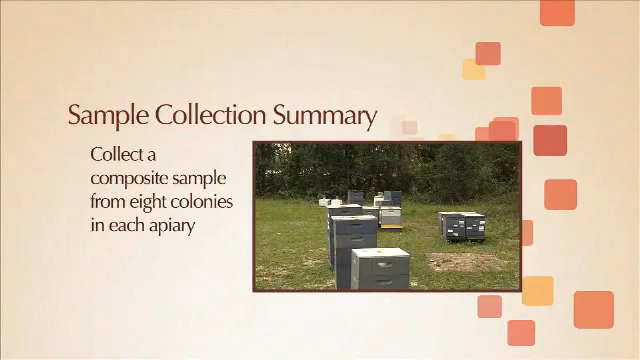 Sample Collection Summary
Collect a
composite sample
from eight colonies
in each apiary